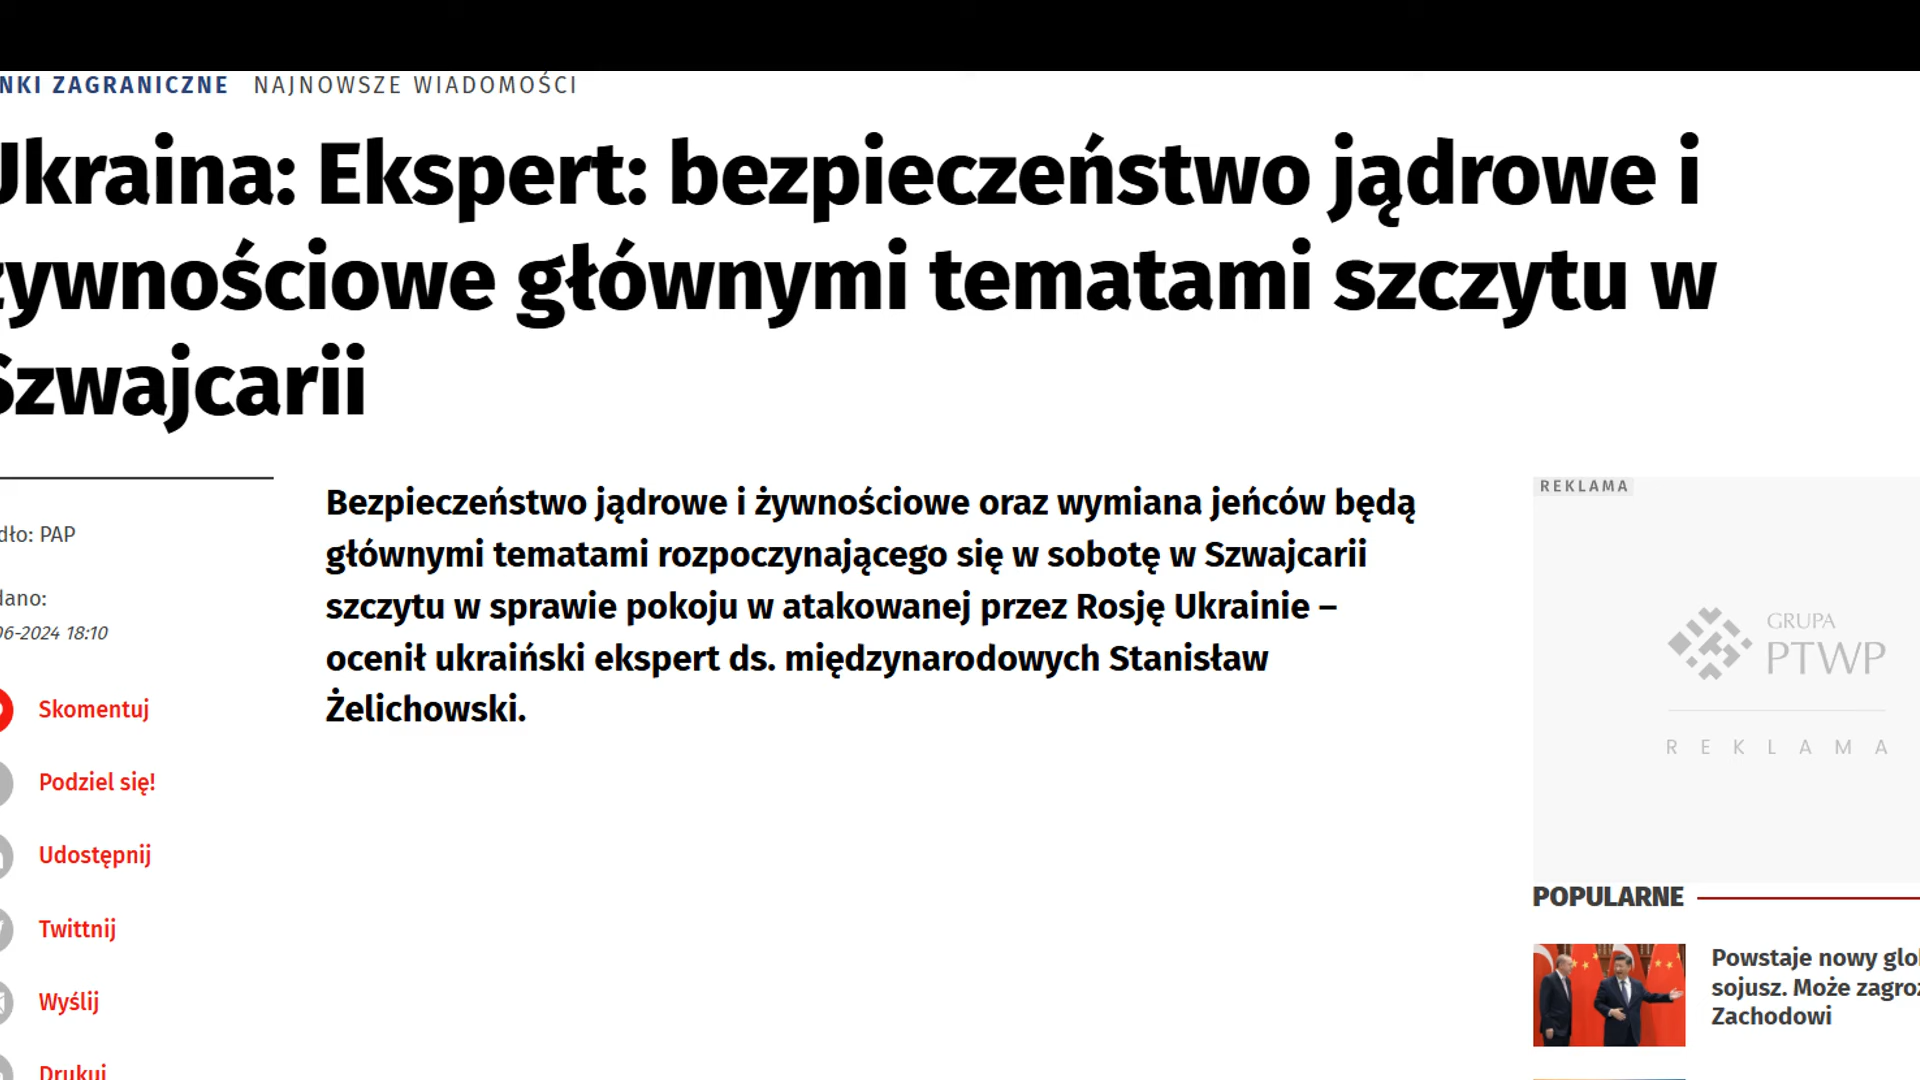 NKI ZAGRANICZNE NAJNOWSZE WIADOMOŚCI
Ukraina: Ekspert: bezpieczeństwo jądrowe i
żywnościowe głównymi tematami szczytu w
Szwajcarii
Bezpieczeństwo jądrowe i żywnościowe oraz wymiana jeńców będą
głównymi tematami rozpoczynającego się w sobotę w Szwajcarii
szczytu w sprawie pokoju w atakowanej przez Rosję Ukrainie –
ocenił ukraiński ekspert ds. międzynarodowych Stanisław
Żelichowski.
dło: PAP
dano:
06-2024 18:10
Skomentuj
Podziel się!
Udostępnij
Twittnij
Wyślij
Drukuj
REKLAMA
GRUPA
PTWP
REKLAMA
POPULARNE
Powstaje nowy glo
sojusz. Może zagro
Zachodowi